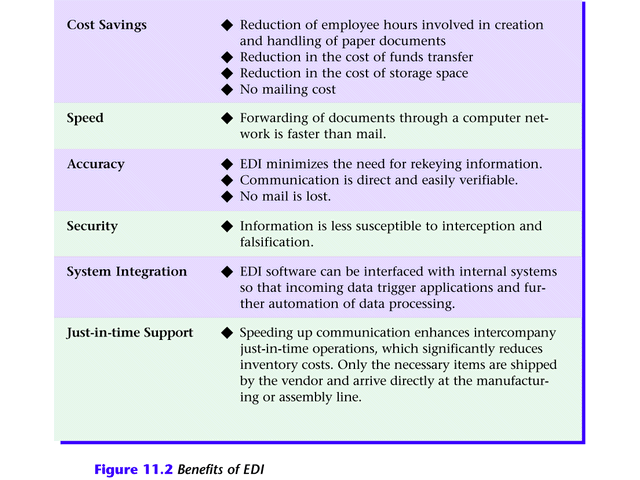 Cost Savings ◆ Reduction of employee hours involved in creation
and handling of paper documents
◆ Reduction in the cost of funds transfer
◆ Reduction in the cost of storage space
◆ No mailing cost
Speed ◆ Forwarding of documents through a computer net-
work is faster than mail.
Accuracy ◆ EDI minimizes the need for rekeying information.
◆ Communication is direct and easily verifiable.
◆ No mail is lost.
Security ◆ Information is less susceptible to interception and
falsification.
System Integration ◆ EDI software can be interfaced with internal systems
so that incoming data trigger applications and fur-
ther automation of data processing.
Just-in-time Support ◆ Speeding up communication enhances intercompany
just-in-time operations, which significantly reduces
inventory costs. Only the necessary items are shipped
by the vendor and arrive directly at the manufactur-
ing or assembly line.
Figure 11.2 Benefits of EDI